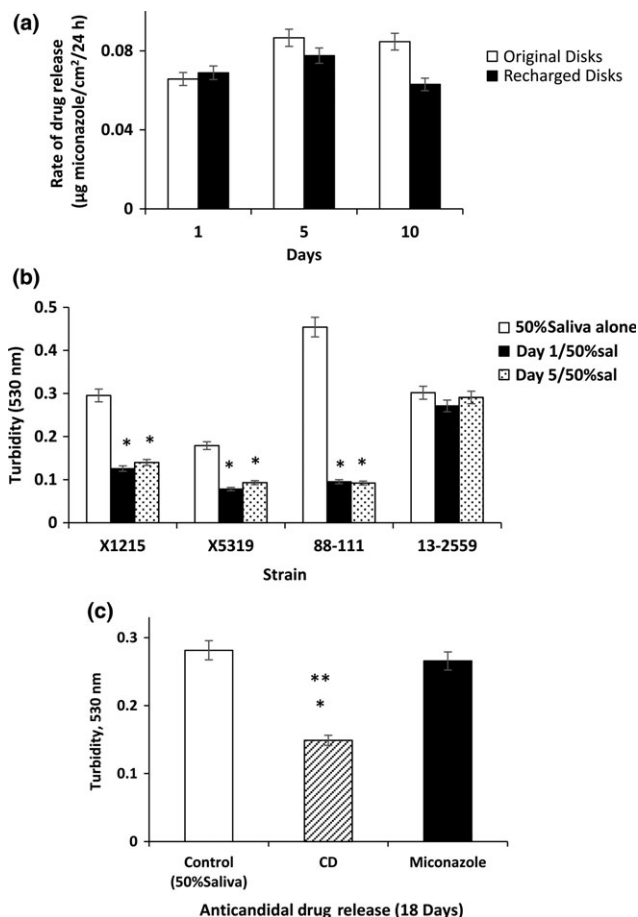 (a)
Rate of drug release
(µg miconazole/cm²/24 h)
0.08
0.04
0
1 5 10
Days
Original Disks
Recharged Disks
(b)
Turbidity (530 nm)
0.5
0.4
0.3
0.2
0.1
0
* *
* *
* *
X1215 X5319 88-111 13-2559
Strain
50%Saliva alone
Day 1/50%sal
Day 5/50%sal
(c)
Turbidity, 530 nm
0.3
0.2
0.1
0
**
*
Control
(50%Saliva)
CD
Miconazole
Anticandidal drug release (18 Days)